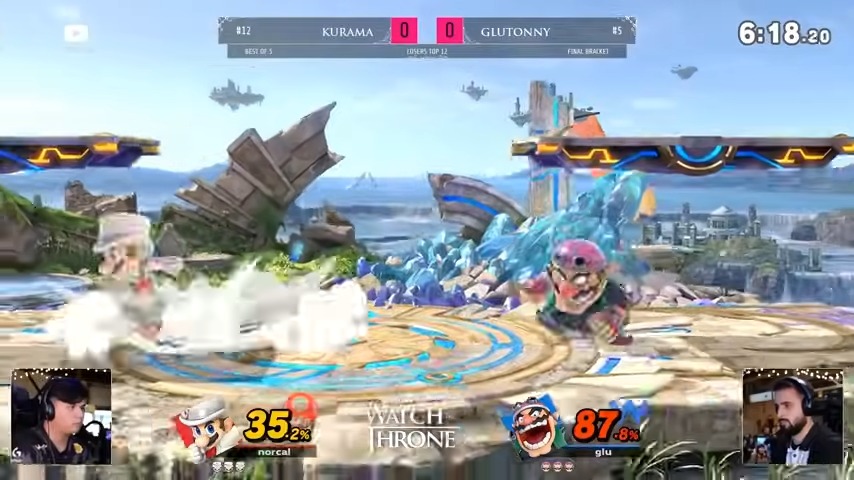 #12 KURAMA 0 0 GLUTONNY #5
BEST OF 5 LOSERS TOP 12 FINAL BRACKET
6:18.20
35.2%
norcal
WATCH
THRONE
87.8%
glu